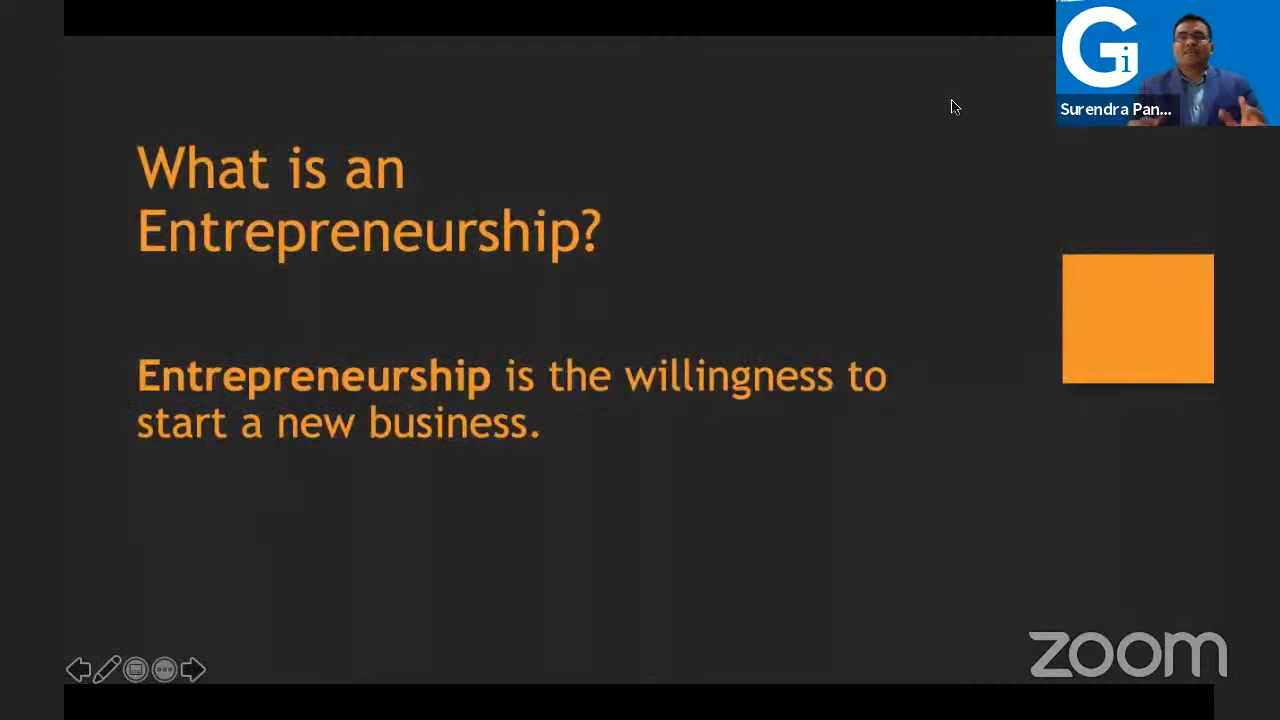 Gi
Surendra Pan...
What is an
Entrepreneurship?
Entrepreneurship is the willingness to
start a new business.
zoom